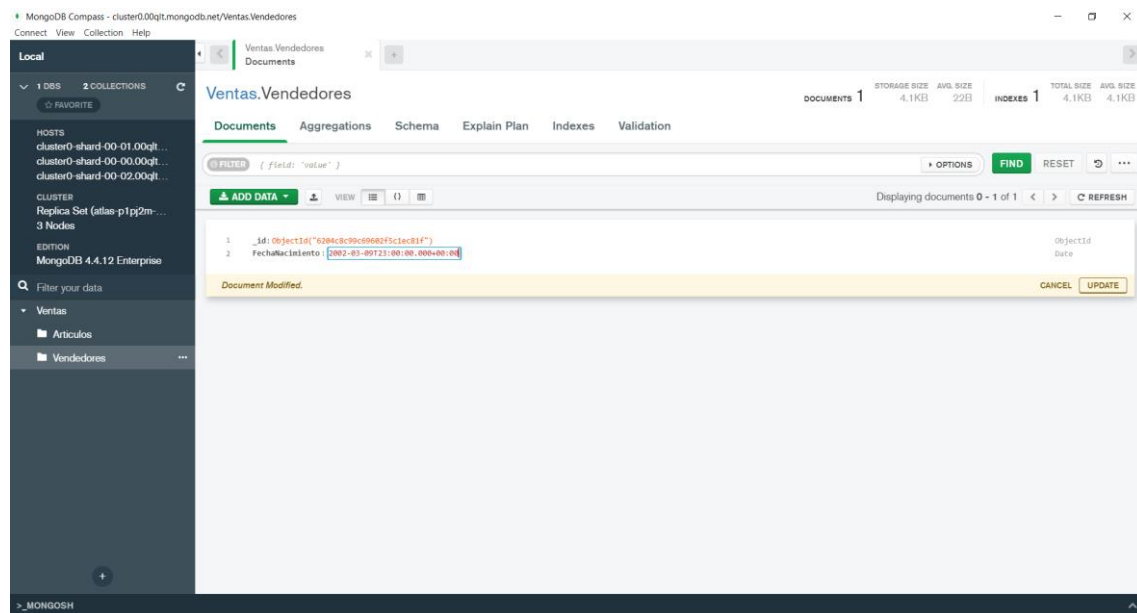 MongoDB Compass - cluster0.00qlt.mongodb.net/Ventas.Vendedores
Connect View Collection Help
Local
1 DBS 2 COLLECTIONS
FAVORITE
HOSTS
cluster0-shard-00-01.00qlt...
cluster0-shard-00-00.00qlt...
cluster0-shard-00-02.00qlt...
CLUSTER
Replica Set (atlas-p1pj2m-...
3 Nodes
EDITION
MongoDB 4.4.12 Enterprise
Filter your data
Ventas
Articulos
Vendedores ...
>_MONGOSH
Ventas.Vendedores
Documents
Ventas.Vendedores
DOCUMENTS 1 STORAGE SIZE 4.1KB AVG. SIZE 22B INDEXES 1 TOTAL SIZE 4.1KB AVG. SIZE 4.1KB
Documents Aggregations Schema Explain Plan Indexes Validation
FILTER { field: 'value' } OPTIONS FIND RESET ...
ADD DATA VIEW {} Displaying documents 0 - 1 of 1 < > REFRESH
1 _id:ObjectId("6204c8c99c69602f5c1ec81f") ObjectId
2 FechaNacimiento: 2002-03-09T23:00:00.000+00:00 Date
Document Modified. CANCEL UPDATE